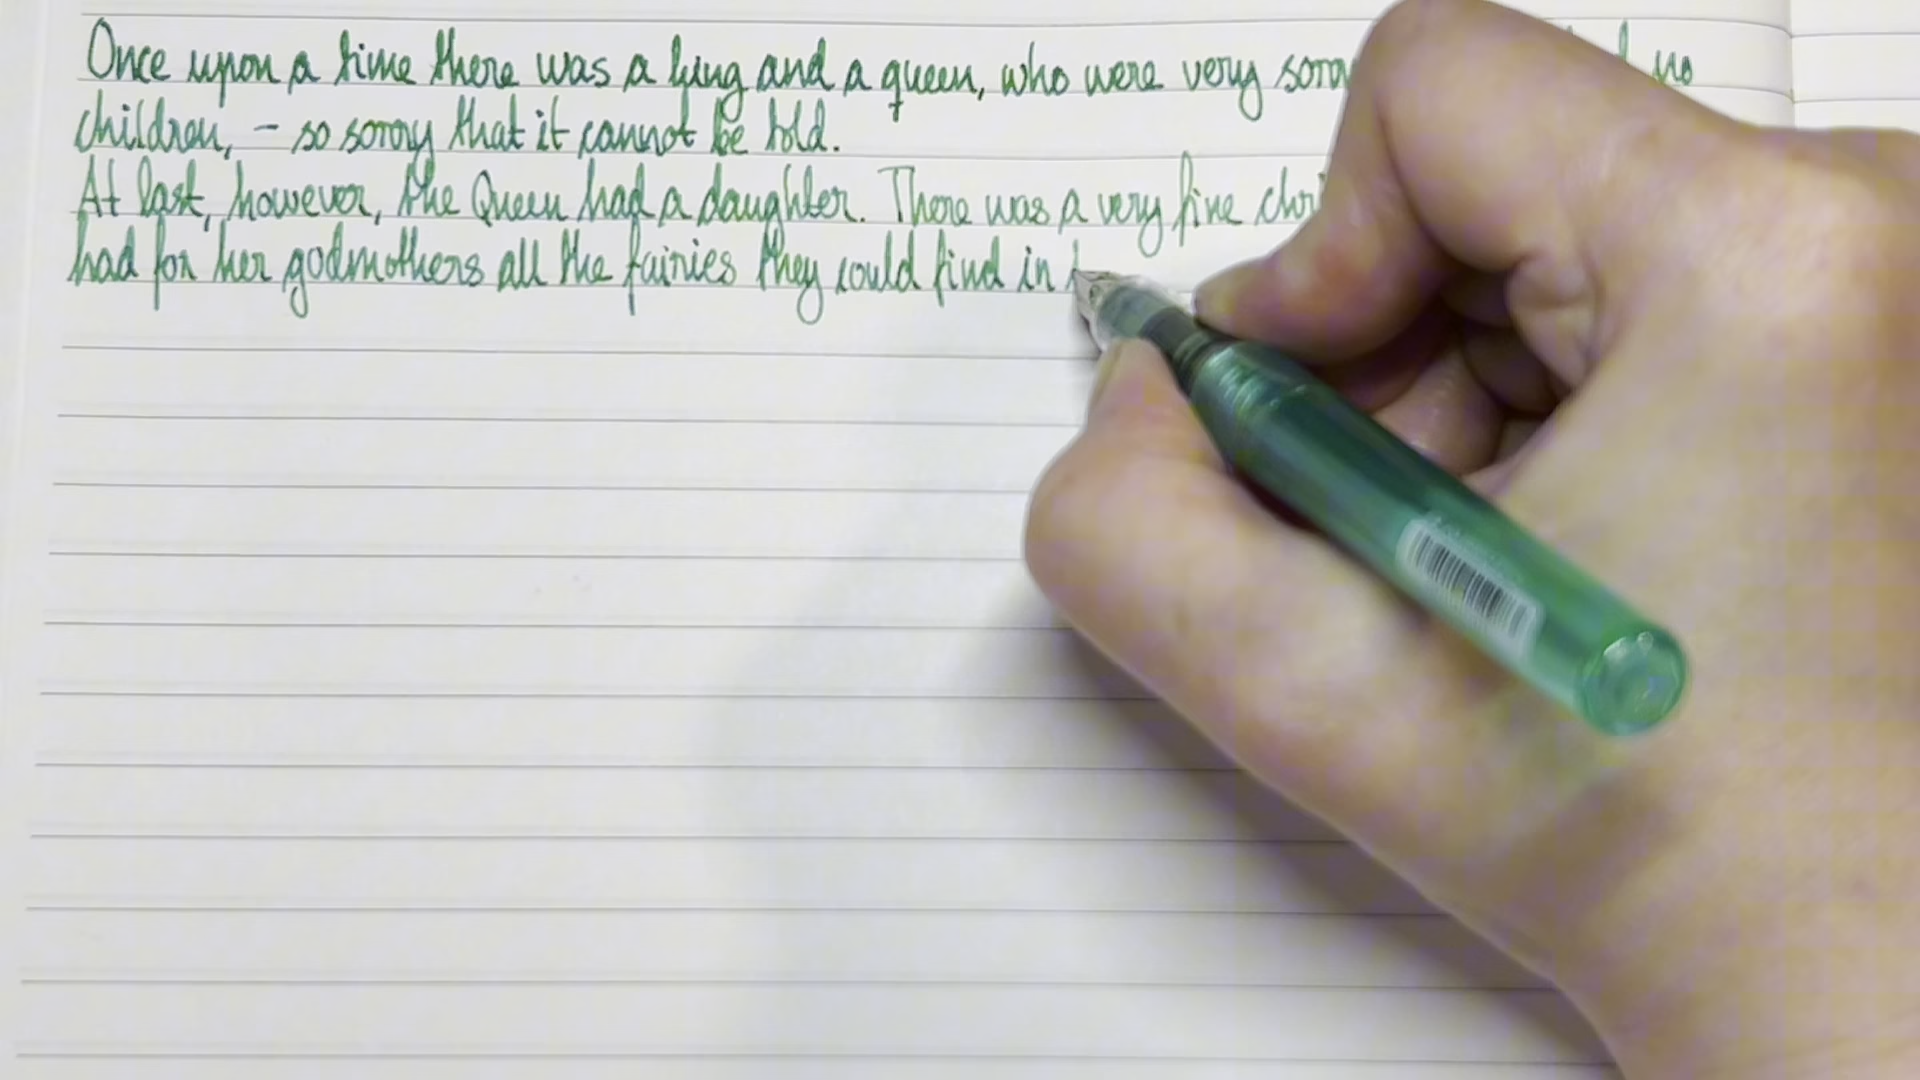 Once upon a time there was a king and a queen, who were very no
children, - so sorry that it cannot be told.
At last, however, the Queen had a daughter. There was a very fine
had for her godmothers all the fairies they could find in